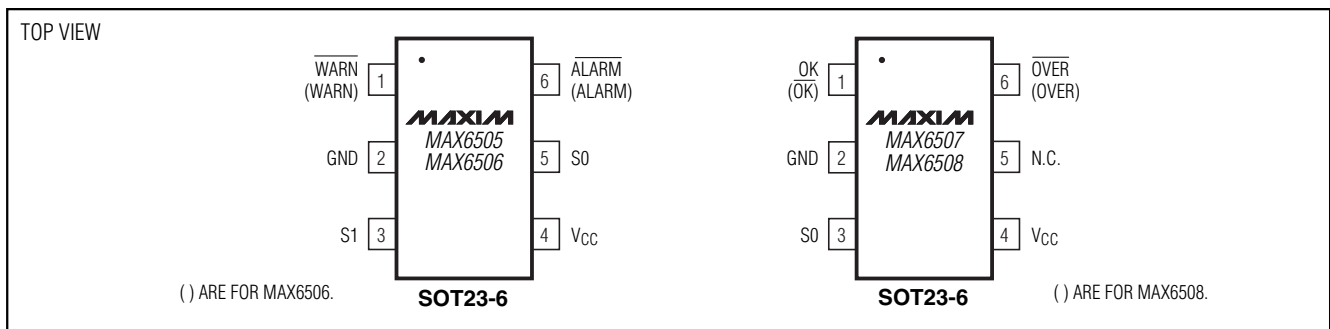 TOP VIEW
WARN
(WARN)
1
GND 2
S1 3
MAXIM
MAX6505
MAX6506
6
ALARM
(ALARM)
5 S0
4 VCC
( ) ARE FOR MAX6506.
SOT23-6
OK
(OK)
1
GND 2
S0 3
MAXIM
MAX6507
MAX6508
6
OVER
(OVER)
5 N.C.
4 VCC
SOT23-6
( ) ARE FOR MAX6508.